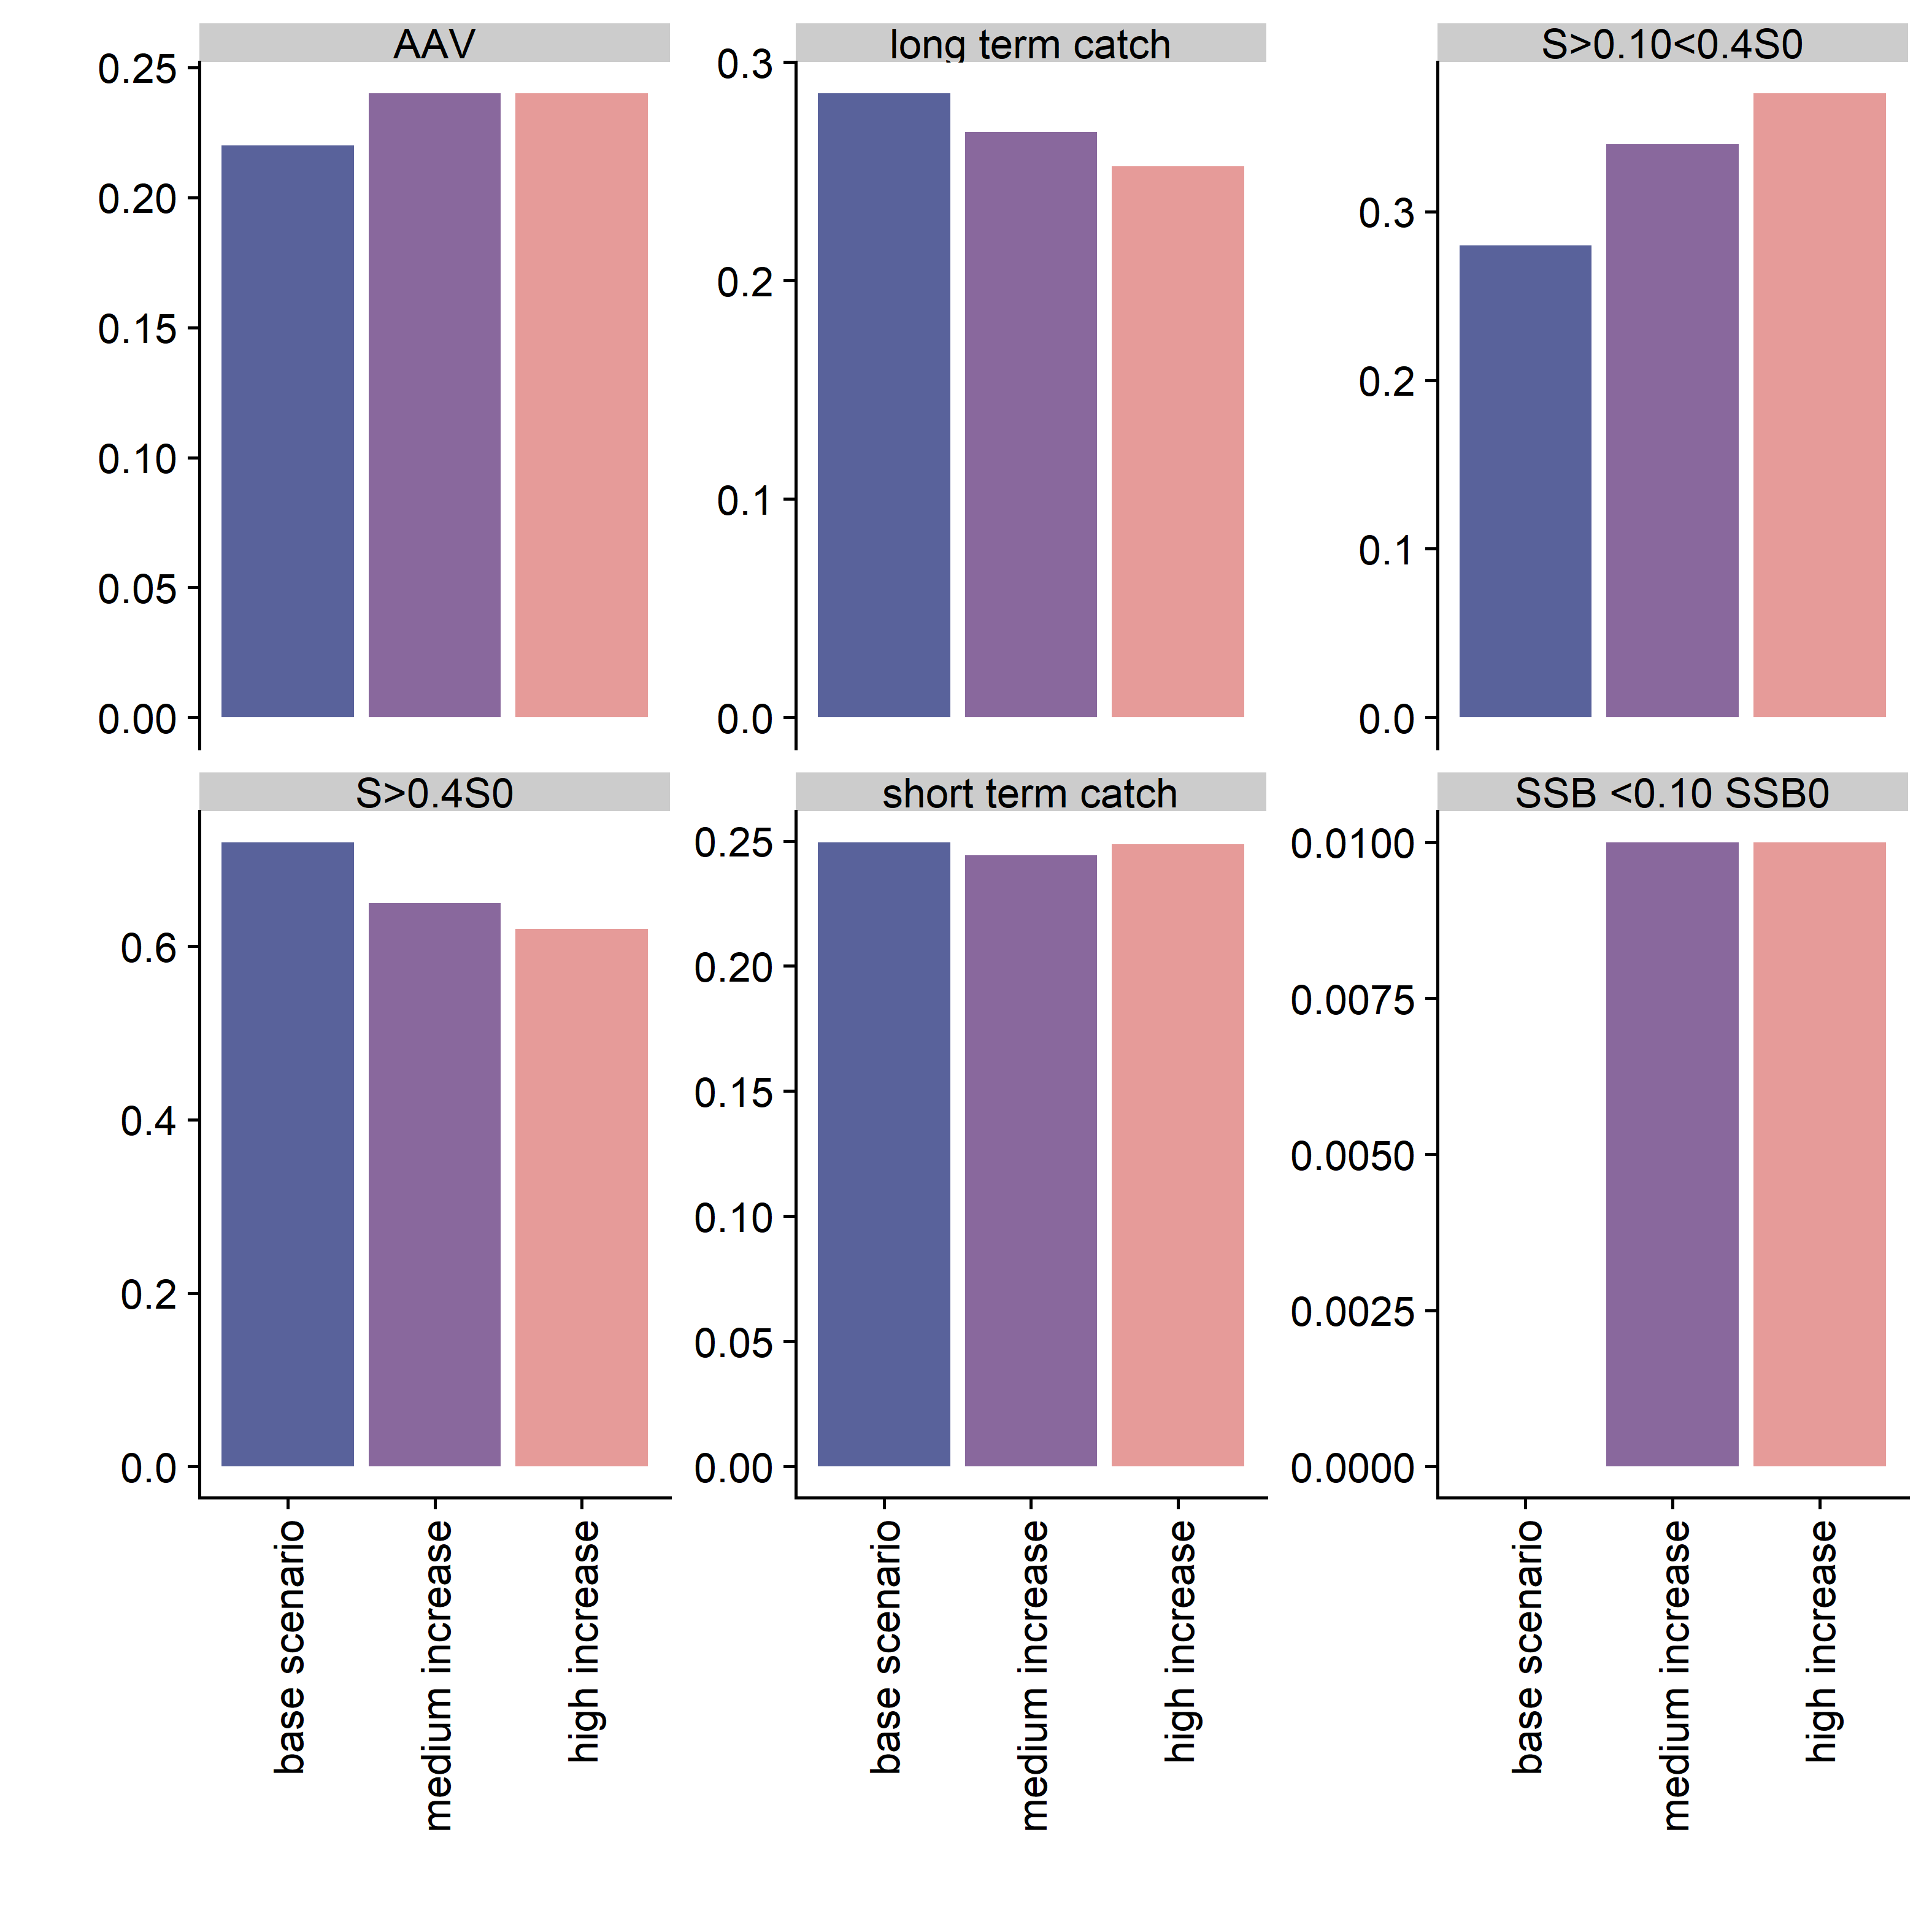 AAV
0.25
0.20
0.15
0.10
0.05
0.00
long term catch
0.3
0.2
0.1
0.0
S>0.10<0.4S0
0.3
0.2
0.1
0.0
S>0.4S0
0.6
0.4
0.2
0.0
base scenario
medium increase
high increase
short term catch
0.25
0.20
0.15
0.10
0.05
0.00
base scenario
medium increase
high increase
SSB <0.10 SSB0
0.0100
0.0075
0.0050
0.0025
0.0000
base scenario
medium increase
high increase